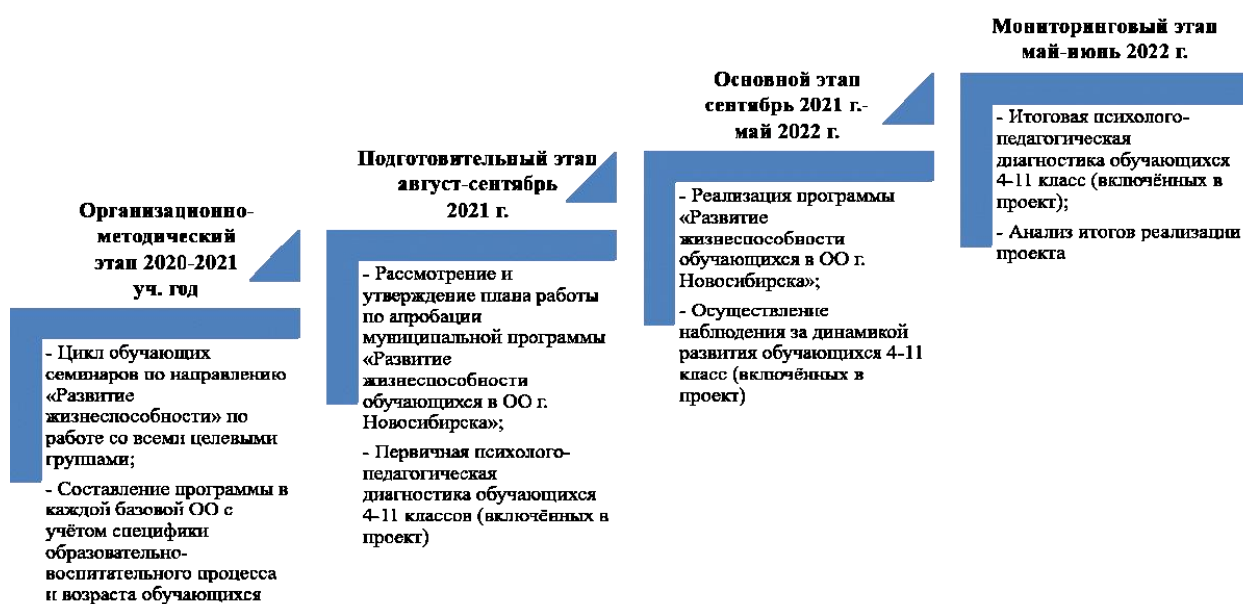 Организационно-
методический
этап 2020-2021
уч. год
- Цикл обучающих
семинаров по направлению
«Развитие
жизнеспособности» по
работе со всеми целевыми
группами;
- Составление программы в
каждой базовой ОО с
учётом специфики
образовательно-
воспитательного процесса
и возраста обучающихся
Подготовительный этап
август-сентябрь
2021 г.
- Рассмотрение и
утверждение плана работы
по апробации
муниципальной программы
«Развитие
жизнеспособности
обучающихся в ОО г.
Новосибирска»;
- Первичная психолого-
педагогическая
диагностика обучающихся
4-11 классов (включённых в
проект)
Основной этап
сентябрь 2021 г.-
май 2022 г.
- Реализация программы
«Развитие
жизнеспособности
обучающихся в ОО г.
Новосибирска»;
- Осуществление
наблюдения за динамикой
развития обучающихся 4-11
класс (включённых в
проект)
Мониторинговый этап
май-июнь 2022 г.
- Итоговая психолого-
педагогическая
диагностика обучающихся
4-11 класс (включённых в
проект);
- Анализ итогов реализации
проекта